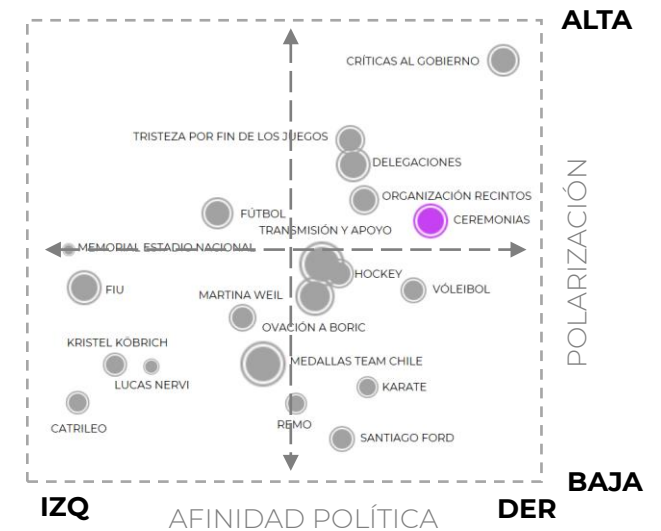 ALTA
CRÍTICAS AL GOBIERNO
TRISTEZA POR FIN DE LOS JUEGOS
DELEGACIONES
ORGANIZACIÓN RECINTOS
FÚTBOL
CEREMONIAS
TRANSMISIÓN Y APOYO
MEMORIAL ESTADIO NACIONAL
HOCKEY
FIU
MARTINA WEIL
VÓLEIBOL
OVACIÓN A BORIC
KRISTEL KÖBRICH
MEDALLAS TEAM CHILE
LUCAS NERVI
KARATE
CATRILEO
REMO
SANTIAGO FORD
POLARIZACIÓN
BAJA
IZQ
AFINIDAD POLÍTICA
DER